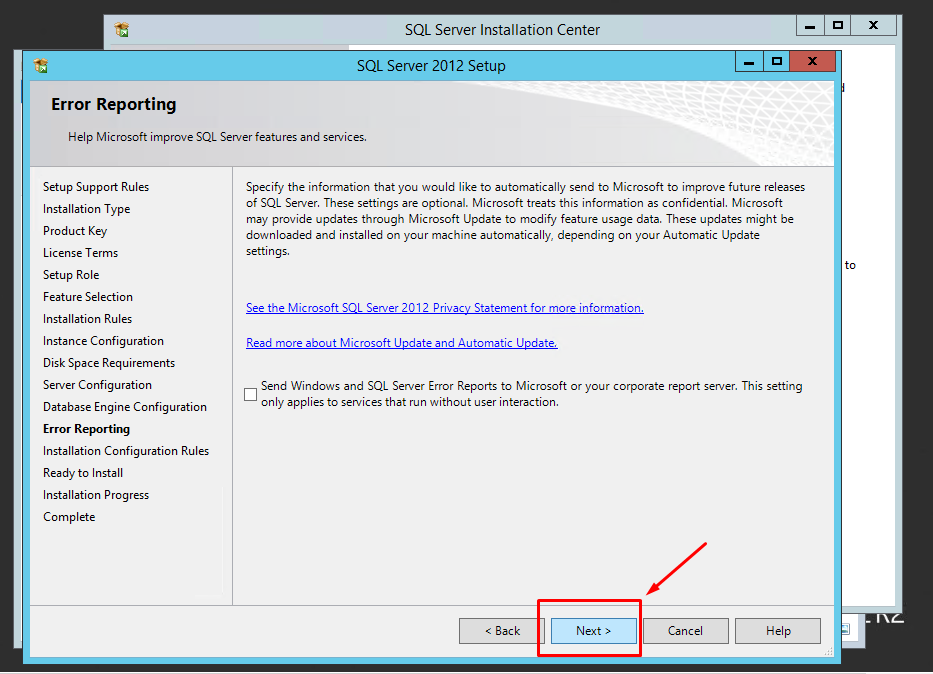 SQL Server Installation Center
SQL Server 2012 Setup
Error Reporting
Help Microsoft improve SQL Server features and services.
Setup Support Rules
Installation Type
Product Key
License Terms
Setup Role
Feature Selection
Installation Rules
Instance Configuration
Disk Space Requirements
Server Configuration
Database Engine Configuration
Error Reporting
Installation Configuration Rules
Ready to Install
Installation Progress
Complete
Specify the information that you would like to automatically send to Microsoft to improve future releases
of SQL Server. These settings are optional. Microsoft treats this information as confidential. Microsoft
may provide updates through Microsoft Update to modify feature usage data. These updates might be
downloaded and installed on your machine automatically, depending on your Automatic Update
settings.
See the Microsoft SQL Server 2012 Privacy Statement for more information.
Read more about Microsoft Update and Automatic Update.
Send Windows and SQL Server Error Reports to Microsoft or your corporate report server. This setting
only applies to services that run without user interaction.
to
R2
< Back
Next >
Cancel
Help